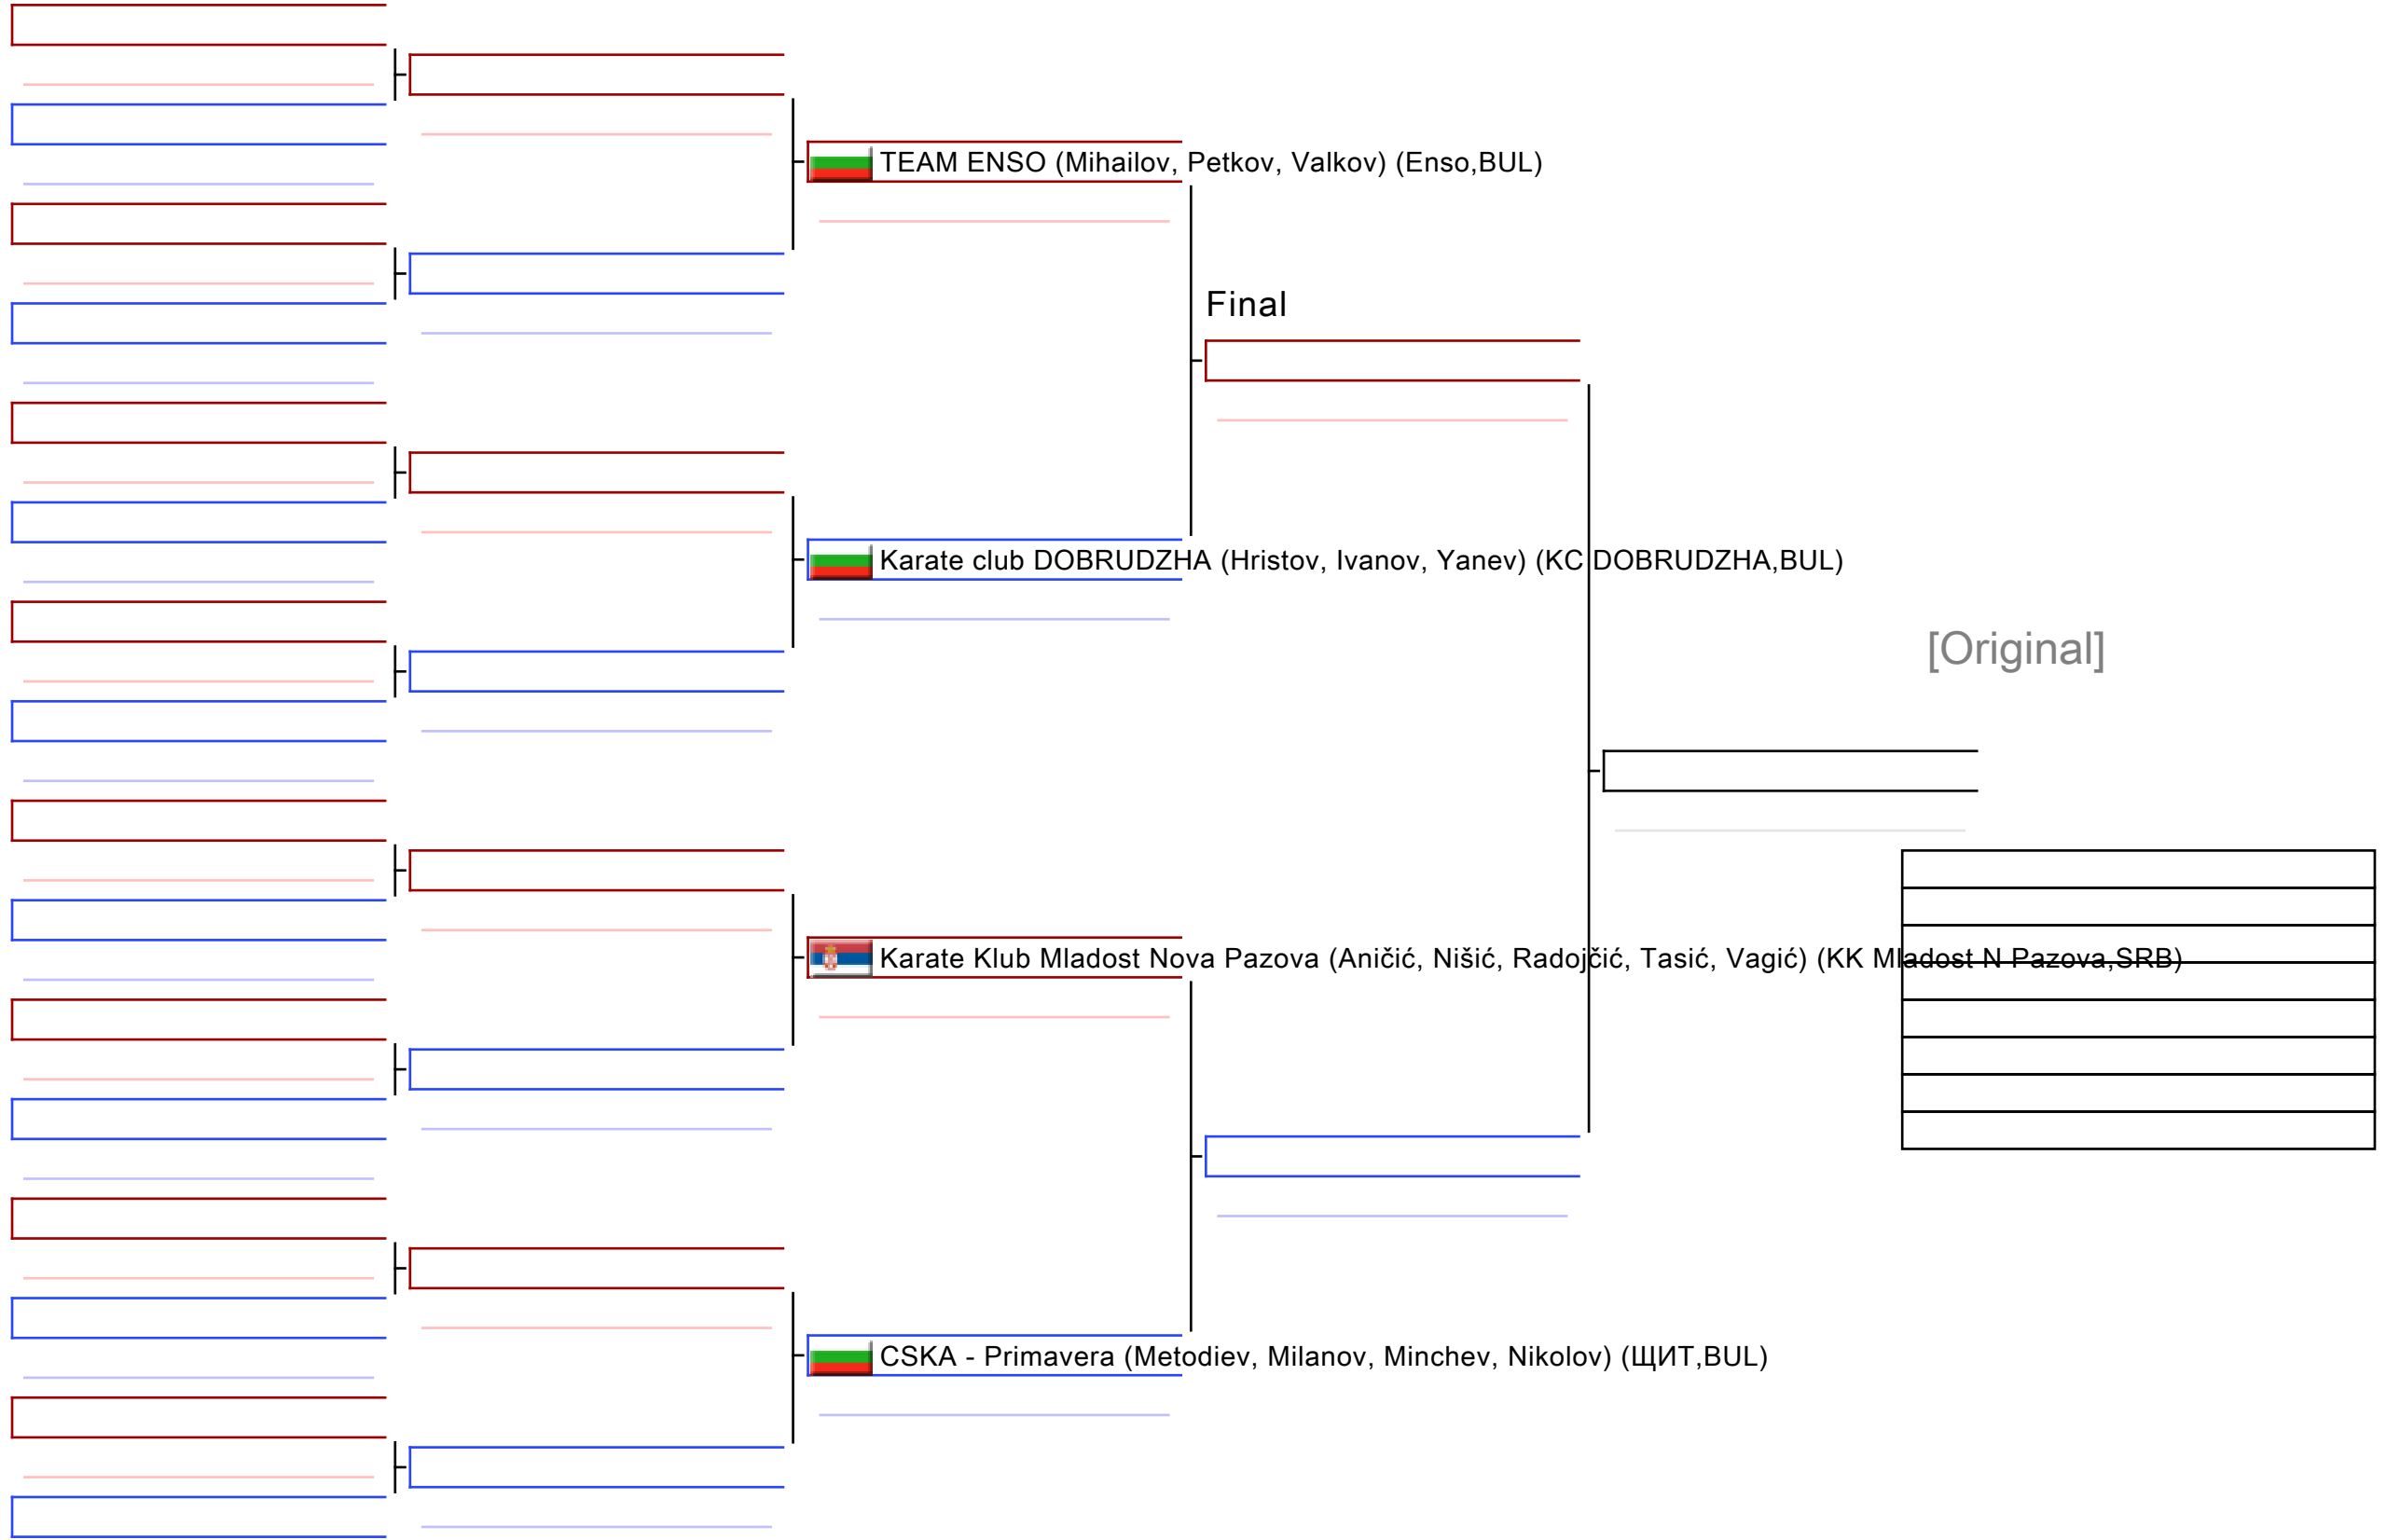 TEAM ENSO (Mihailov, Petkov, Valkov) (Enso,BUL)
Final
Karate club DOBRUDZHA (Hristov, Ivanov, Yanev) (KC DOBRUDZHA,BUL)
[Original]
Karate Klub Mladost Nova Pazova (Aničić, Nišić, Radojčić, Tasić, Vagić) (KK Mladost N Pazova,SRB)
CSKA - Primavera (Metodiev, Milanov, Minchev, Nikolov) (ЩИТ,BUL)